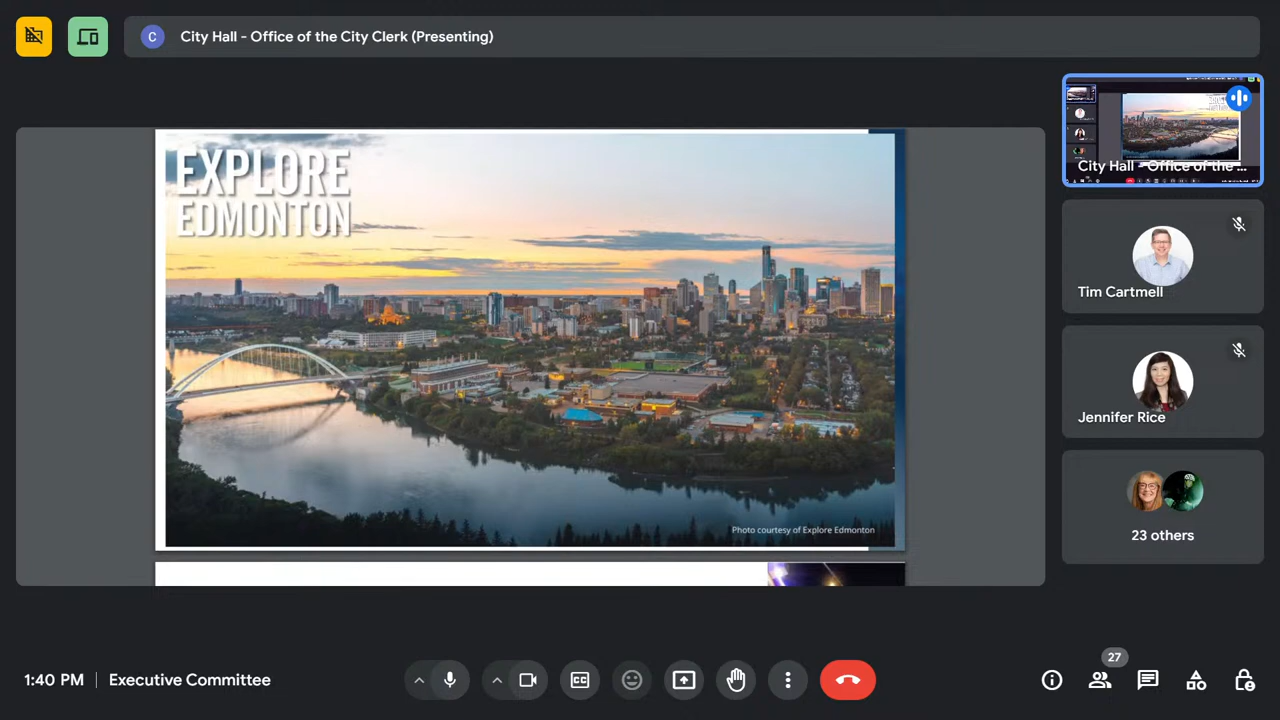 C
City Hall - Office of the City Clerk (Presenting)
EXPLORE
EDMONTON
Photo courtesy of Explore Edmonton
City Hall - Office of the ...
Tim Cartmell
Jennifer Rice
23 others
1:40 PM
Executive Committee
CC
27